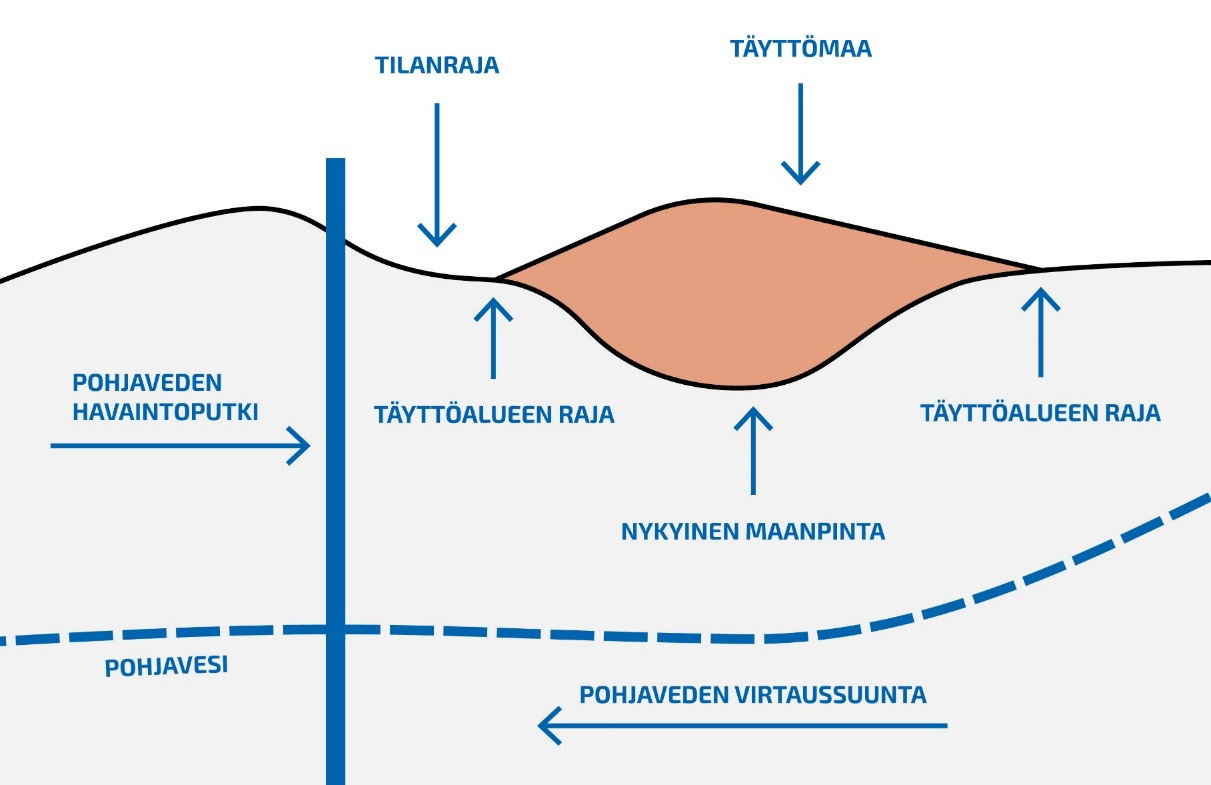 TILANRAJA
TÄYTTÖMAA
POHJAVEDEN
HAVAINTOPUTKI
TÄYTTÖALUEEN RAJA
TÄYTTÖALUEEN RAJA
NYKYINEN MAANPINTA
POHJAVESI
POHJAVEDEN VIRTAUSSUUNTA